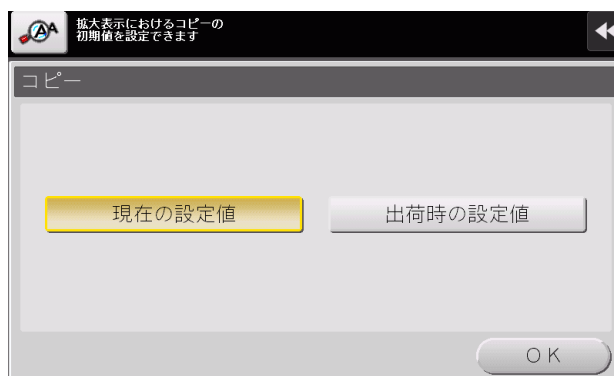 拡大表示におけるコピーの
初期値を設定できます
コピー
現在の設定値
出荷時の設定値
ＯＫ